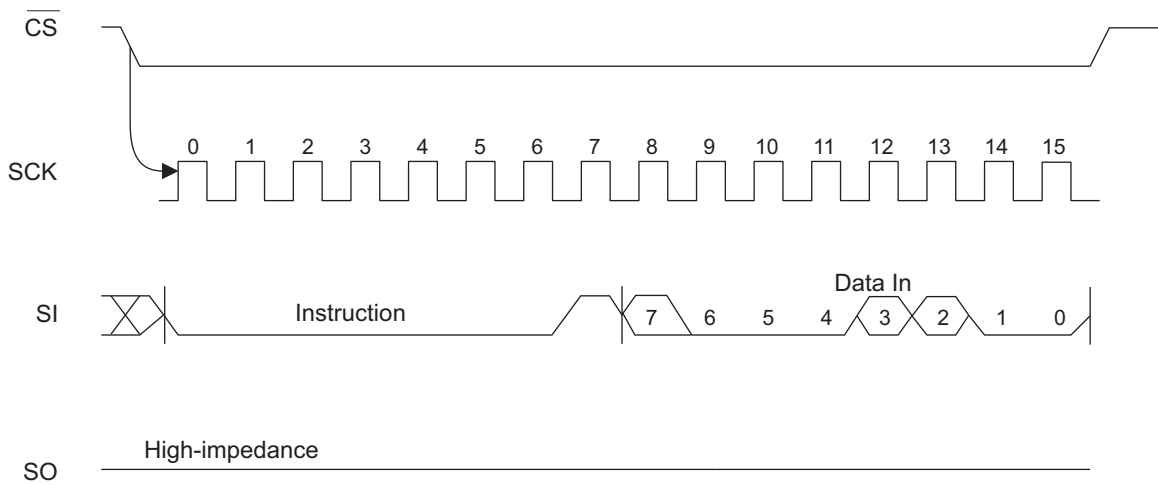 CS
SCK
0 1 2 3 4 5 6 7 8 9 10 11 12 13 14 15
SI
Instruction
Data In
7 6 5 4 3 2 1 0
SO
High-impedance